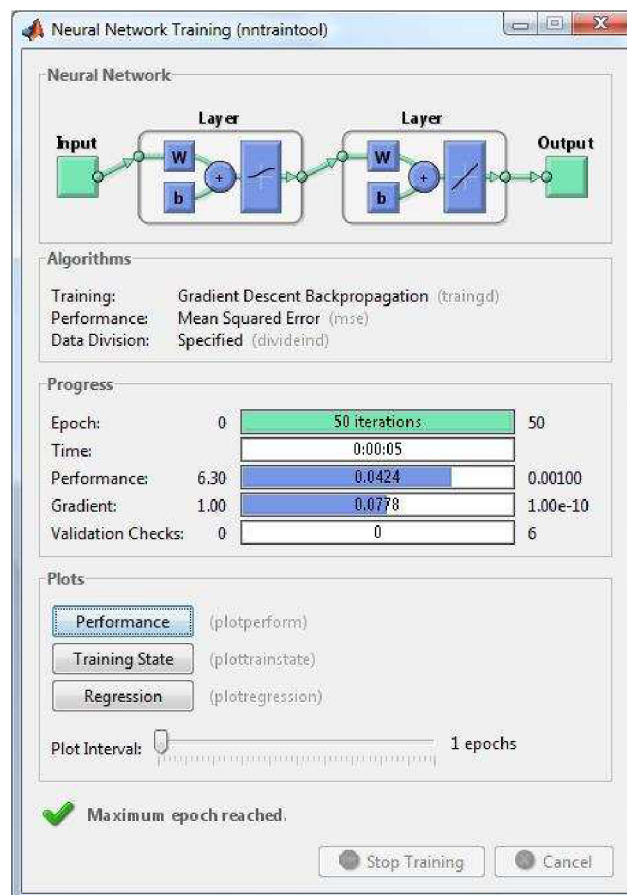 Neural Network Training (nntraintool)
Neural Network
Layer
Layer
Input
Output
W
b
+
W
b
+
Algorithms
Training: Gradient Descent Backpropagation (traingd)
Performance: Mean Squared Error (mse)
Data Division: Specified (divideind)
Progress
Epoch: 0 50 iterations 50
Time: 0:00:05
Performance: 6.30 0.0424 0.00100
Gradient: 1.00 0.0778 1.00e-10
Validation Checks: 0 0 6
Plots
Performance (plotperform)
Training State (plottrainstate)
Regression (plotregression)
Plot Interval: 1 epochs
Maximum epoch reached.
Stop Training Cancel